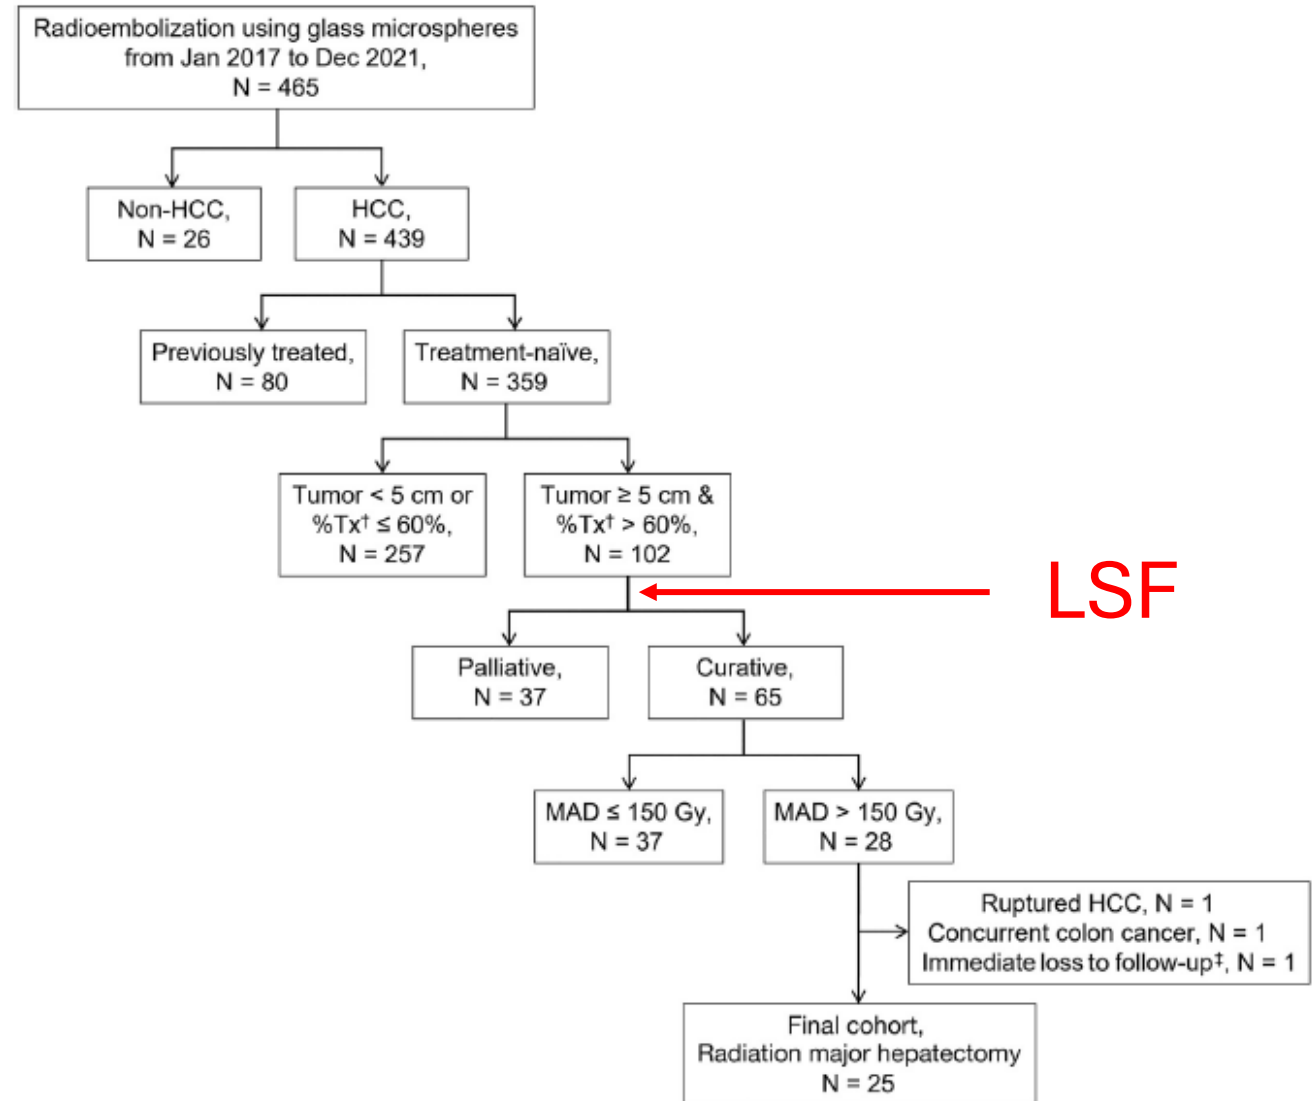 Radioembolization using glass microspheres
from Jan 2017 to Dec 2021,
N = 465
Non-HCC,
N = 26
HCC,
N = 439
Previously treated,
N = 80
Treatment-naïve,
N = 359
Tumor < 5 cm or
%Tx† ≤ 60%,
N = 257
Tumor ≥ 5 cm &
%Tx† > 60%,
N = 102
LSF
Palliative,
N = 37
Curative,
N = 65
MAD ≤ 150 Gy,
N = 37
MAD > 150 Gy,
N = 28
Ruptured HCC, N = 1
Concurrent colon cancer, N = 1
Immediate loss to follow-up‡, N = 1
Final cohort,
Radiation major hepatectomy
N = 25